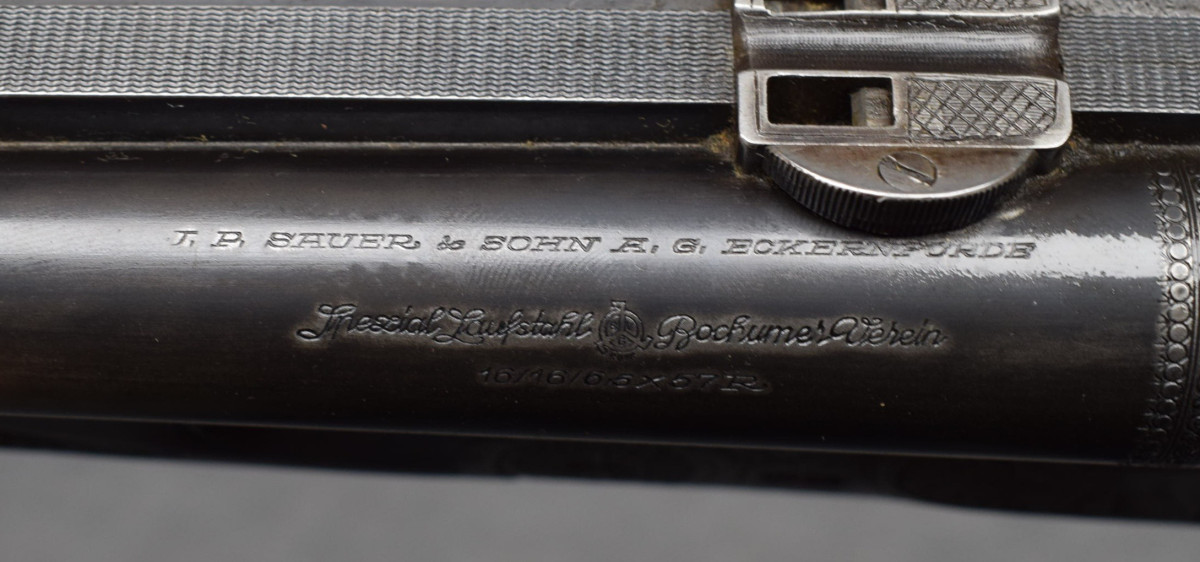 J. P. SAUER & SOHN A. G. ECKERNFÖRDE
Spezial Laufstahl Bochumer Verein
16/16/6.5X57R.